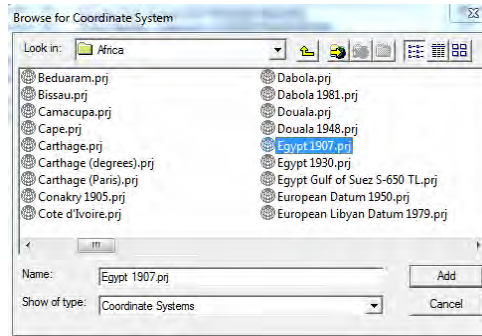 Browse for Coordinate System
Look in: Africa
Beduaram.prj
Bissau.prj
Camacupa.prj
Cape.prj
Carthage.prj
Carthage (degrees).prj
Carthage (Paris).prj
Conakry 1905.prj
Cote d'Ivoire.prj
Dabola.prj
Dabola 1981.prj
Douala.prj
Douala 1948.prj
Egypt 1907.prj
Egypt 1930.prj
Egypt Gulf of Suez S-650 TL.prj
European Datum 1950.prj
European Libyan Datum 1979.prj
Name: Egypt 1907.prj Add
Show of type: Coordinate Systems Cancel